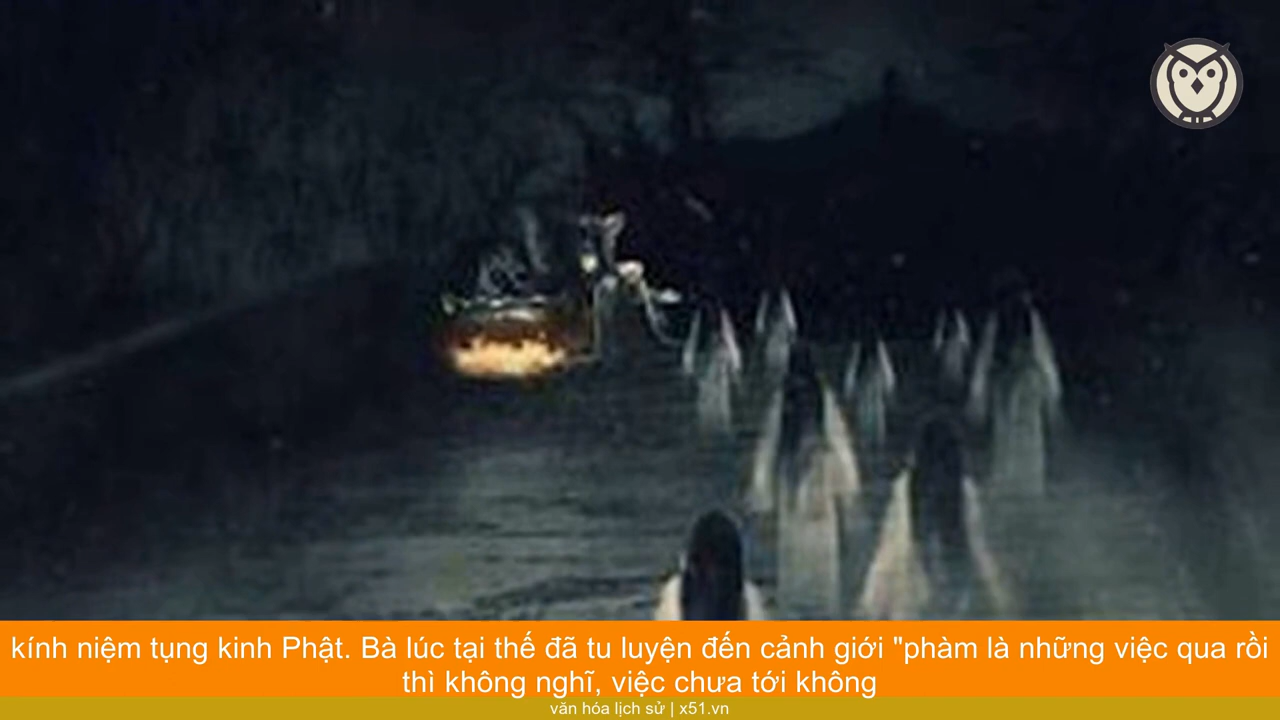 kính niệm tụng kinh Phật. Bà lúc tại thế đã tu luyện đến cảnh giới "phàm là những việc qua rồi
thì không nghĩ, việc chưa tới không
văn hóa lịch sử | x51.vn